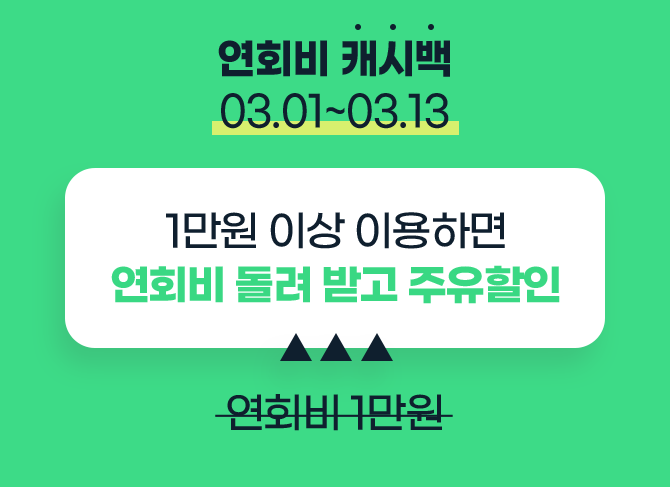 연회비 캐시백
03.01~03.13
1만원 이상 이용하면
연회비 돌려 받고 주유할인
연회비 1만원